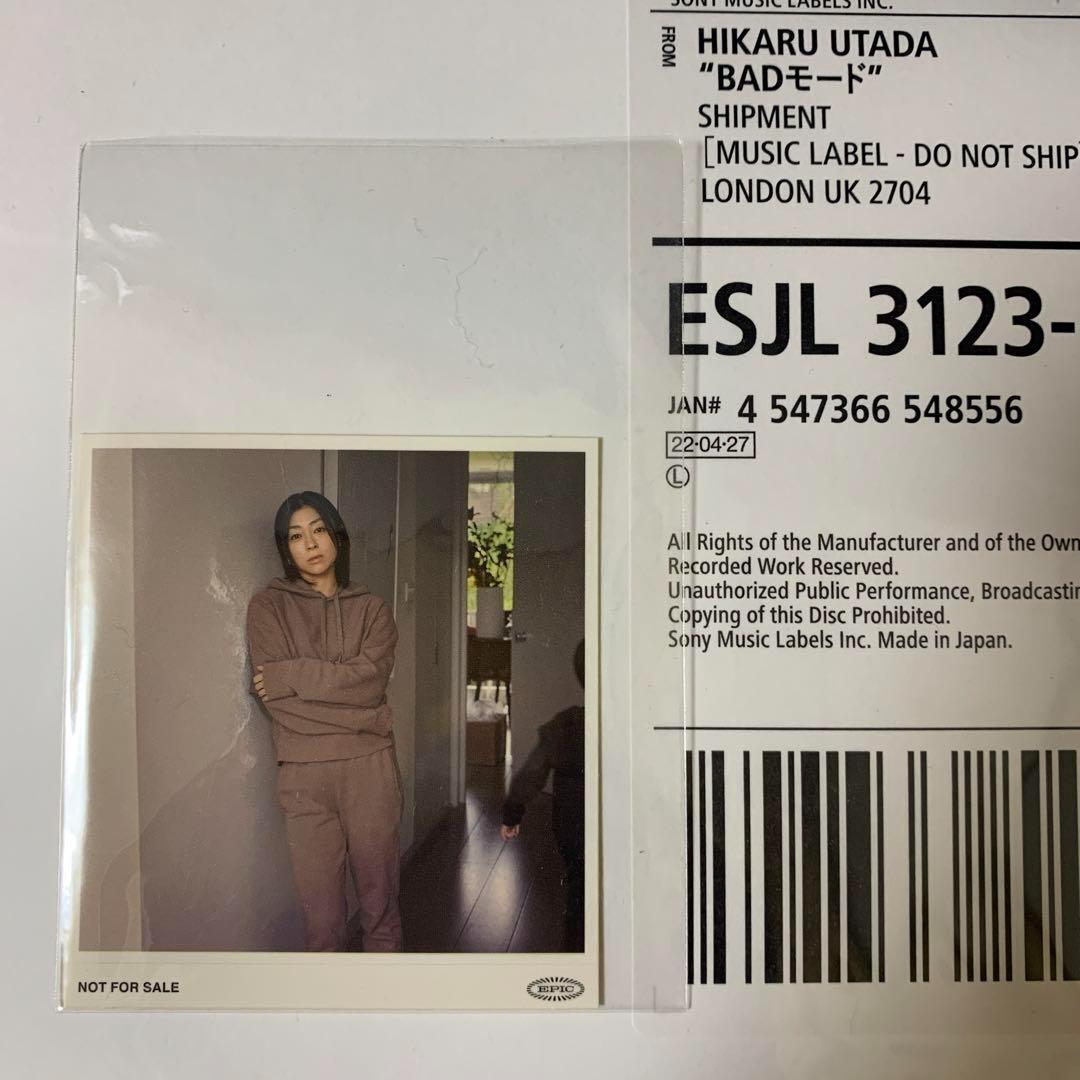 SONY MUSIC LABELS INC.
FROM
HIKARU UTADA
"BADモード"
SHIPMENT
[MUSIC LABEL - DO NOT SHIP
LONDON UK 2704
ESJL 3123-
JAN# 4 547366 548556
22·04·27
Ⓛ
All Rights of the Manufacturer and of the Own
Recorded Work Reserved.
Unauthorized Public Performance, Broadcastin
Copying of this Disc Prohibited.
Sony Music Labels Inc. Made in Japan.
NOT FOR SALE
EPIC